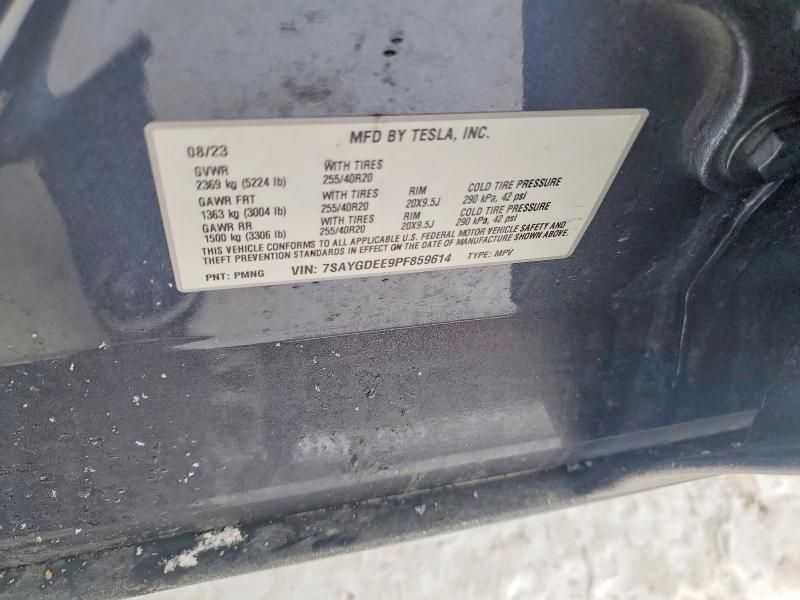 MFD BY TESLA, INC.
08/23
GVWR WITH TIRES
2369 kg (5224 lb) 255/40R20
GAWR FRT WITH TIRES RIM COLD TIRE PRESSURE
1363 kg (3004 lb) 255/40R20 20X9.5J 290 kPa, 42 psi
GAWR RR WITH TIRES RIM COLD TIRE PRESSURE
1500 kg (3306 lb) 255/40R20 20X9.5J 290 kPa, 42 psi
THIS VEHICLE CONFORMS TO ALL APPLICABLE U.S. FEDERAL MOTOR VEHICLE SAFETY AND
THEFT PREVENTION STANDARDS IN EFFECT ON THE DATE OF MANUFACTURE SHOWN ABOVE.
PNT: PMNG VIN: 7SAYGDEE9PF859614 TYPE: MPV